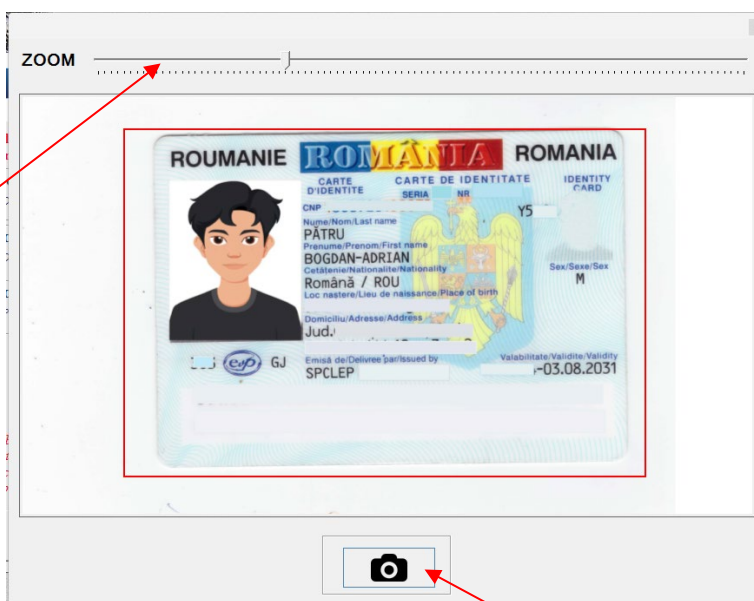 ZOOM
ROUMANIE ROMÂNIA ROMANIA
CARTE D'IDENTITE
CARTE DE IDENTITATE
IDENTITY CARD
SERIA NR
CNP
Y5
Nume/Nom/Last name
PĂTRU
Prenume/Prenom/First name
BOGDAN-ADRIAN
Cetățenie/Nationalite/Nationality
Română / ROU
Sex/Sexe/Sex
M
Loc nastere/Lieu de naissance/Place of birth
Domiciliu/Adresse/Address
Jud.
GJ
Emisă de/Delivree par/Issued by
SPCLEP
Valabilitate/Validite/Validity
-03.08.2031